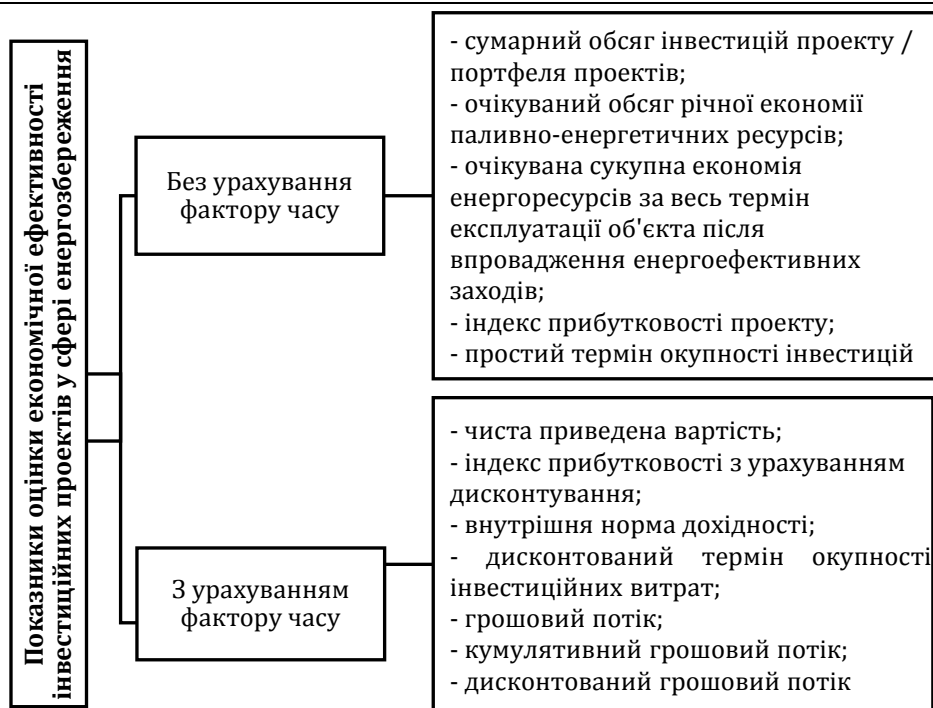 Показники оцінки економічної ефективності
інвестиційних проектів у сфері енергозбереження
Без урахування
фактору часу
- сумарний обсяг інвестицій проекту /
портфеля проектів;
- очікуваний обсяг річної економії
паливно-енергетичних ресурсів;
- очікувана сукупна економія
енергоресурсів за весь термін
експлуатації об'єкта після
впровадження енергоефективних
заходів;
- індекс прибутковості проекту;
- простий термін окупності інвестицій
З урахуванням
фактору часу
- чиста приведена вартість;
- індекс прибутковості з урахуванням
дисконтування;
- внутрішня норма дохідності;
- дисконтований термін окупності
інвестиційних витрат;
- грошовий потік;
- кумулятивний грошовий потік;
- дисконтований грошовий потік